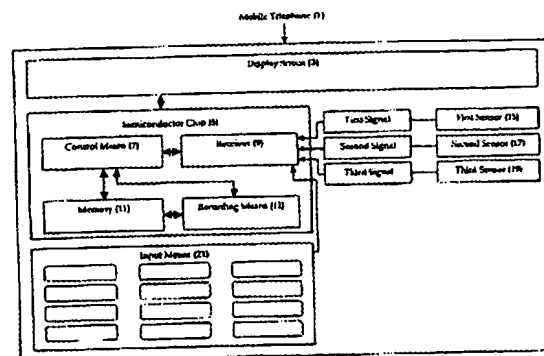 Mobile Telephone (1)
Display Screen (3)
Semiconductor Chip (5)
Control Means (7)
Receiver (9)
Memory (11)
Recording Means (13)
First Signal
Second Signal
Third Signal
First Sensor (15)
Second Sensor (17)
Third Sensor (19)
Input Means (21)